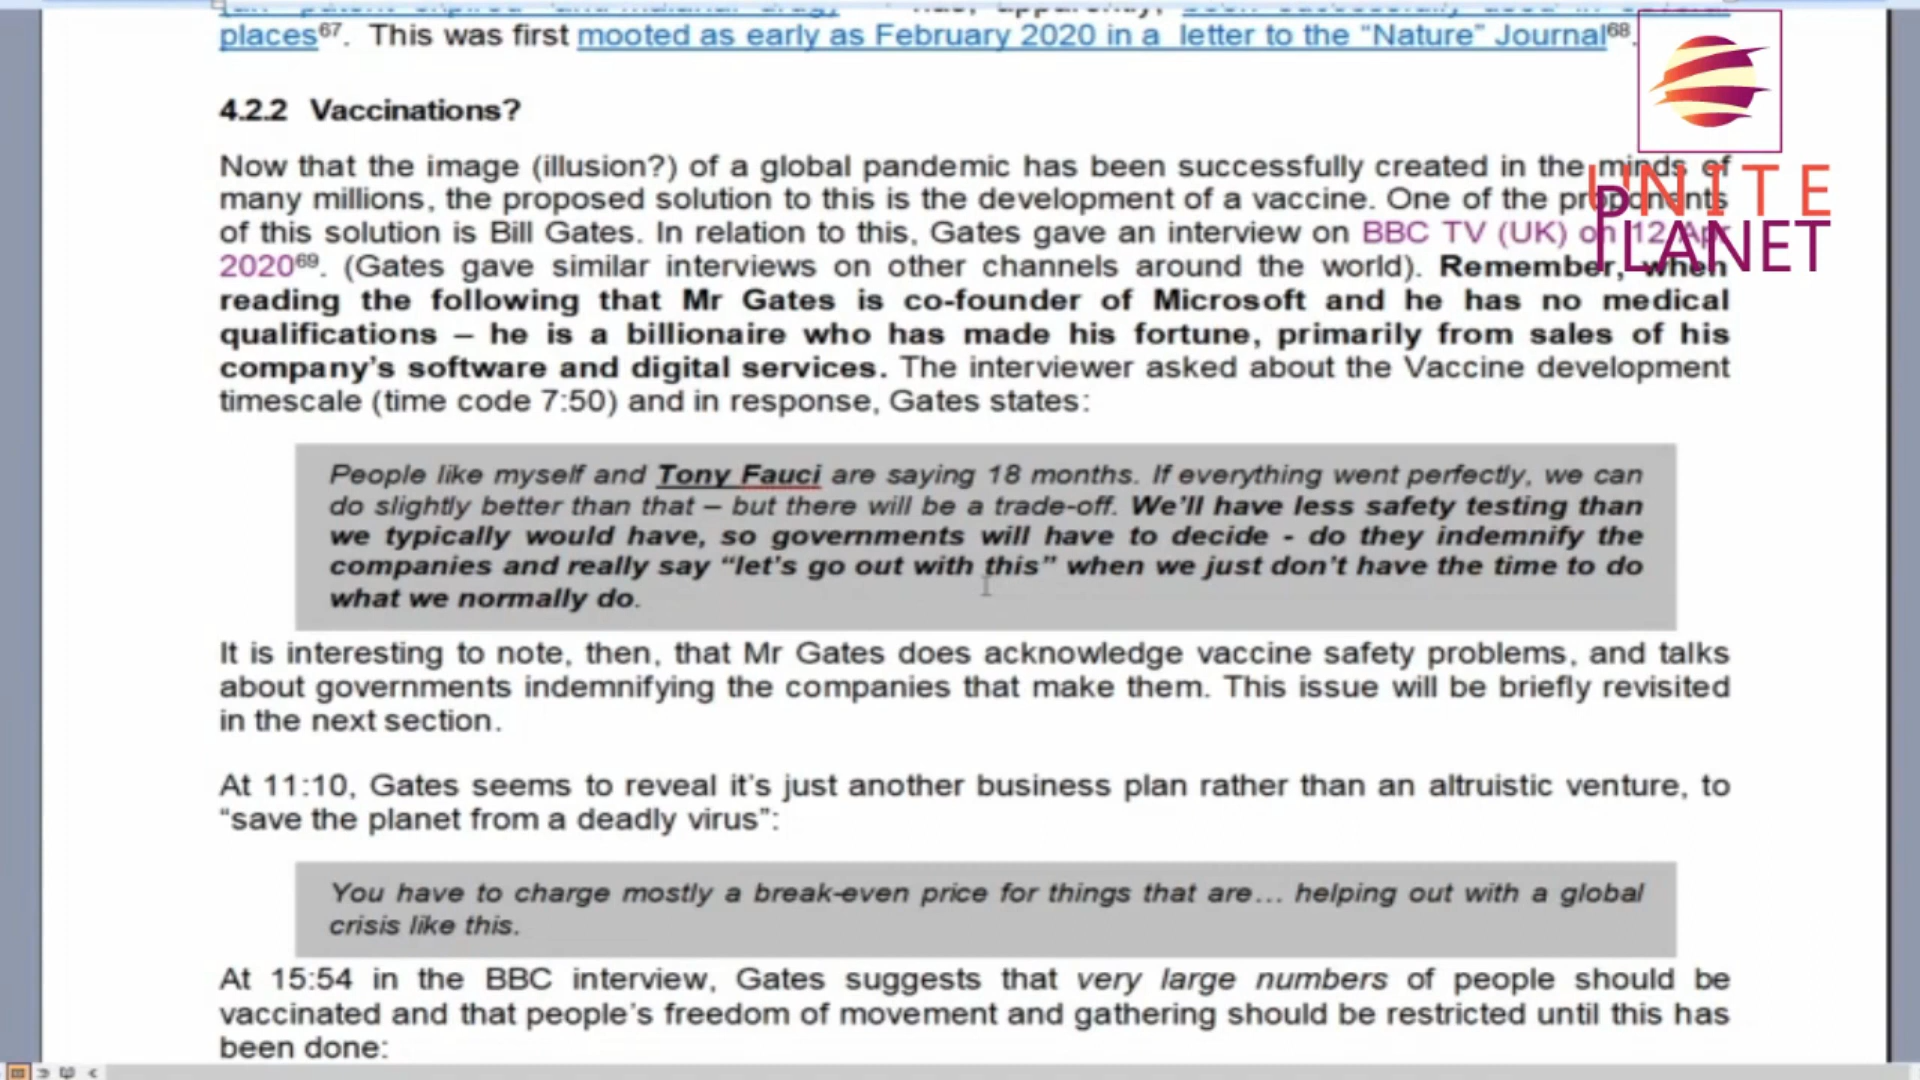 places67. This was first mooted as early as February 2020 in a letter to the “Nature” Journal68.
4.2.2 Vaccinations?
Now that the image (illusion?) of a global pandemic has been successfully created in the minds of
many millions, the proposed solution to this is the development of a vaccine. One of the proponents
of this solution is Bill Gates. In relation to this, Gates gave an interview on BBC TV (UK) on 12 Apr
202069. (Gates gave similar interviews on other channels around the world). Remember, when
reading the following that Mr Gates is co-founder of Microsoft and he has no medical
qualifications – he is a billionaire who has made his fortune, primarily from sales of his
company’s software and digital services. The interviewer asked about the Vaccine development
timescale (time code 7:50) and in response, Gates states:
People like myself and Tony Fauci are saying 18 months. If everything went perfectly, we can
do slightly better than that – but there will be a trade-off. We’ll have less safety testing than
we typically would have, so governments will have to decide - do they indemnify the
companies and really say “let’s go out with this” when we just don’t have the time to do
what we normally do.
It is interesting to note, then, that Mr Gates does acknowledge vaccine safety problems, and talks
about governments indemnifying the companies that make them. This issue will be briefly revisited
in the next section.
At 11:10, Gates seems to reveal it’s just another business plan rather than an altruistic venture, to
“save the planet from a deadly virus”:
You have to charge mostly a break-even price for things that are... helping out with a global
crisis like this.
At 15:54 in the BBC interview, Gates suggests that very large numbers of people should be
vaccinated and that people’s freedom of movement and gathering should be restricted until this has
been done:
UNITE
PLANET